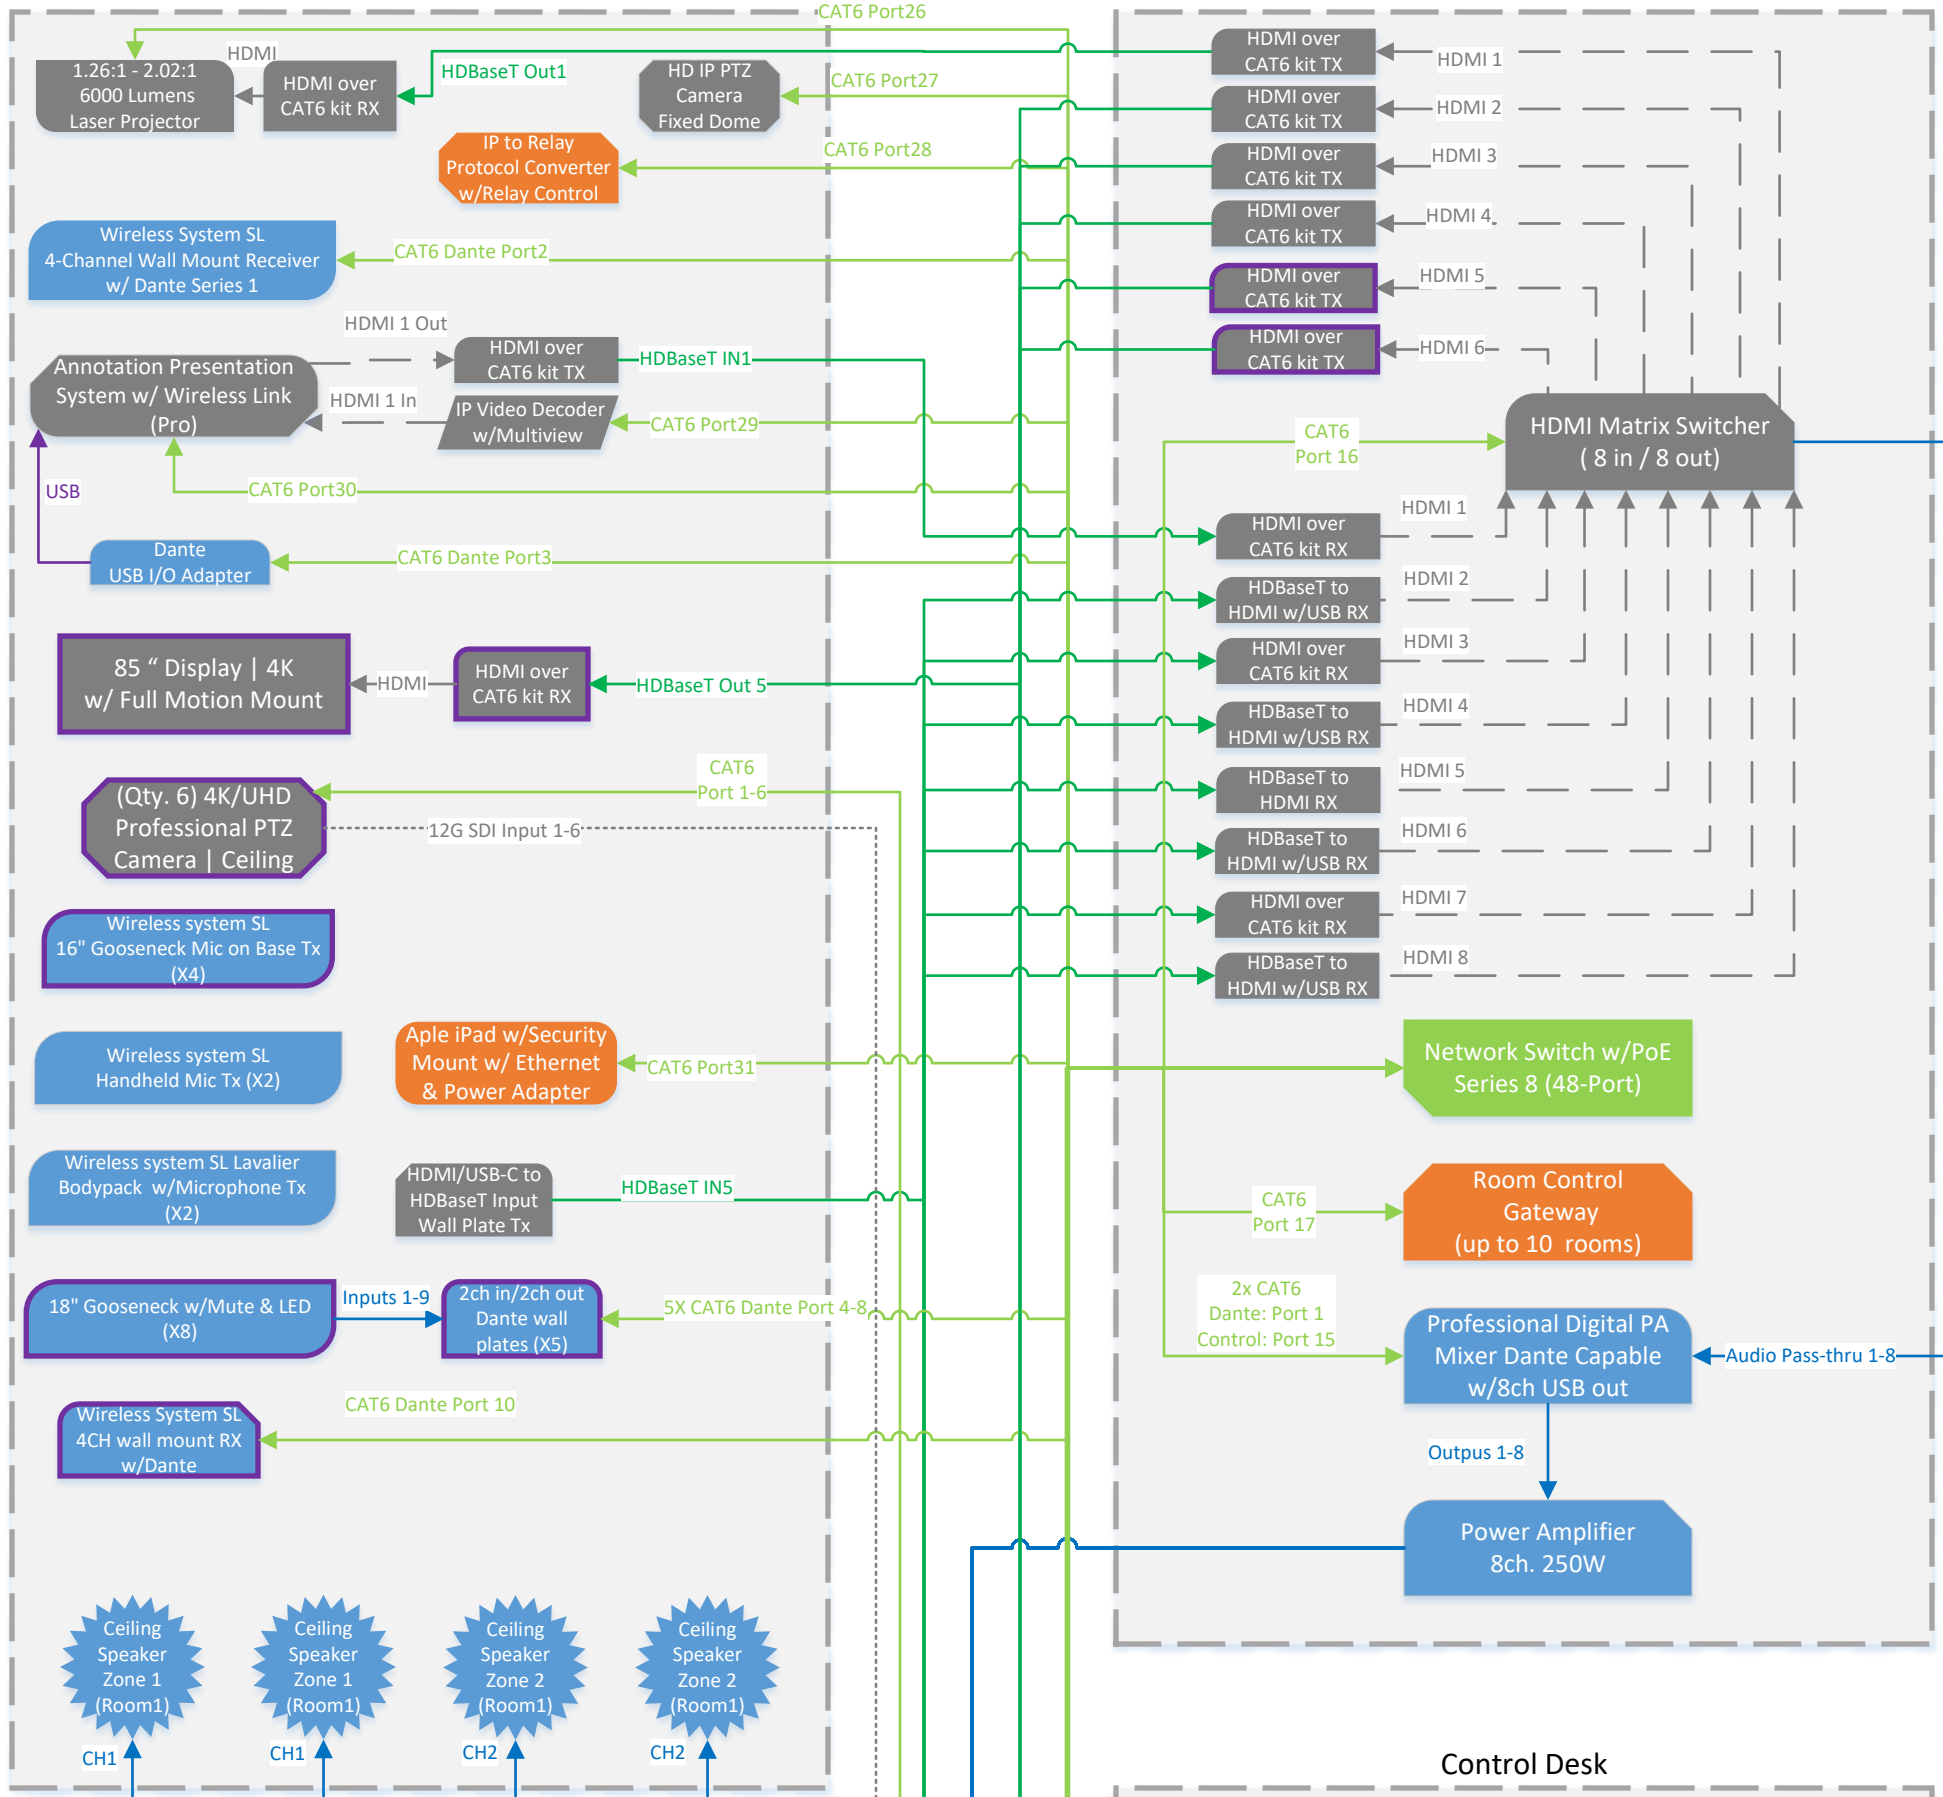 CAT6 Port26
HDMI
1.26:1 - 2.02:1
6000 Lumens
Laser Projector
HDMI over
CAT6 kit RX
HDBaseT Out1
HD IP PTZ
Camera
Fixed Dome
CAT6 Port27
IP to Relay
Protocol Converter
w/Relay Control
CAT6 Port28
Wireless System SL
4-Channel Wall Mount Receiver
w/ Dante Series 1
CAT6 Dante Port2
HDMI 1 Out
Annotation Presentation
System w/ Wireless Link
(Pro)
HDMI over
CAT6 kit TX
HDBaseT IN1
HDMI 1 In
IP Video Decoder
w/Multiview
CAT6 Port29
USB
CAT6 Port30
Dante
USB I/O Adapter
CAT6 Dante Port3
85 “ Display | 4K
w/ Full Motion Mount
HDMI
HDMI over
CAT6 kit RX
HDBaseT Out 5
(Qty. 6) 4K/UHD
Professional PTZ
Camera | Ceiling
CAT6
Port 1-6
12G SDI Input 1-6
Wireless system SL
16" Gooseneck Mic on Base Tx
(X4)
Wireless system SL
Handheld Mic Tx (X2)
Aple iPad w/Security
Mount w/ Ethernet
& Power Adapter
CAT6 Port31
Wireless system SL Lavalier
Bodypack  w/Microphone Tx
(X2)
HDMI/USB-C to
HDBaseT Input
Wall Plate Tx
HDBaseT IN5
18" Gooseneck w/Mute & LED
(X8)
Inputs 1-9
2ch in/2ch out
Dante wall
plates (X5)
5X CAT6 Dante Port 4-8
Wireless System SL
4CH wall mount RX
w/Dante
CAT6 Dante Port 10
Ceiling
Speaker
Zone 1
(Room1)
Ceiling
Speaker
Zone 1
(Room1)
Ceiling
Speaker
Zone 2
(Room1)
Ceiling
Speaker
Zone 2
(Room1)
CH1
CH1
CH2
CH2
HDMI over
CAT6 kit TX
HDMI 1
HDMI over
CAT6 kit TX
HDMI 2
HDMI over
CAT6 kit TX
HDMI 3
HDMI over
CAT6 kit TX
HDMI 4
HDMI over
CAT6 kit TX
HDMI 5
HDMI over
CAT6 kit TX
HDMI 6
CAT6
Port 16
HDMI Matrix Switcher
( 8 in / 8 out)
HDMI over
CAT6 kit RX
HDMI 1
HDBaseT to
HDMI w/USB RX
HDMI 2
HDMI over
CAT6 kit RX
HDMI 3
HDBaseT to
HDMI w/USB RX
HDMI 4
HDBaseT to
HDMI RX
HDMI 5
HDBaseT to
HDMI w/USB RX
HDMI 6
HDMI over
CAT6 kit RX
HDMI 7
HDBaseT to
HDMI w/USB RX
HDMI 8
Network Switch w/PoE
Series 8 (48-Port)
CAT6
Port 17
Room Control
Gateway
(up to 10  rooms)
2x CAT6
Dante: Port 1
Control: Port 15
Professional Digital PA
Mixer Dante Capable
w/8ch USB out
Audio Pass-thru 1-8
Outpus 1-8
Power Amplifier
8ch. 250W
Control Desk